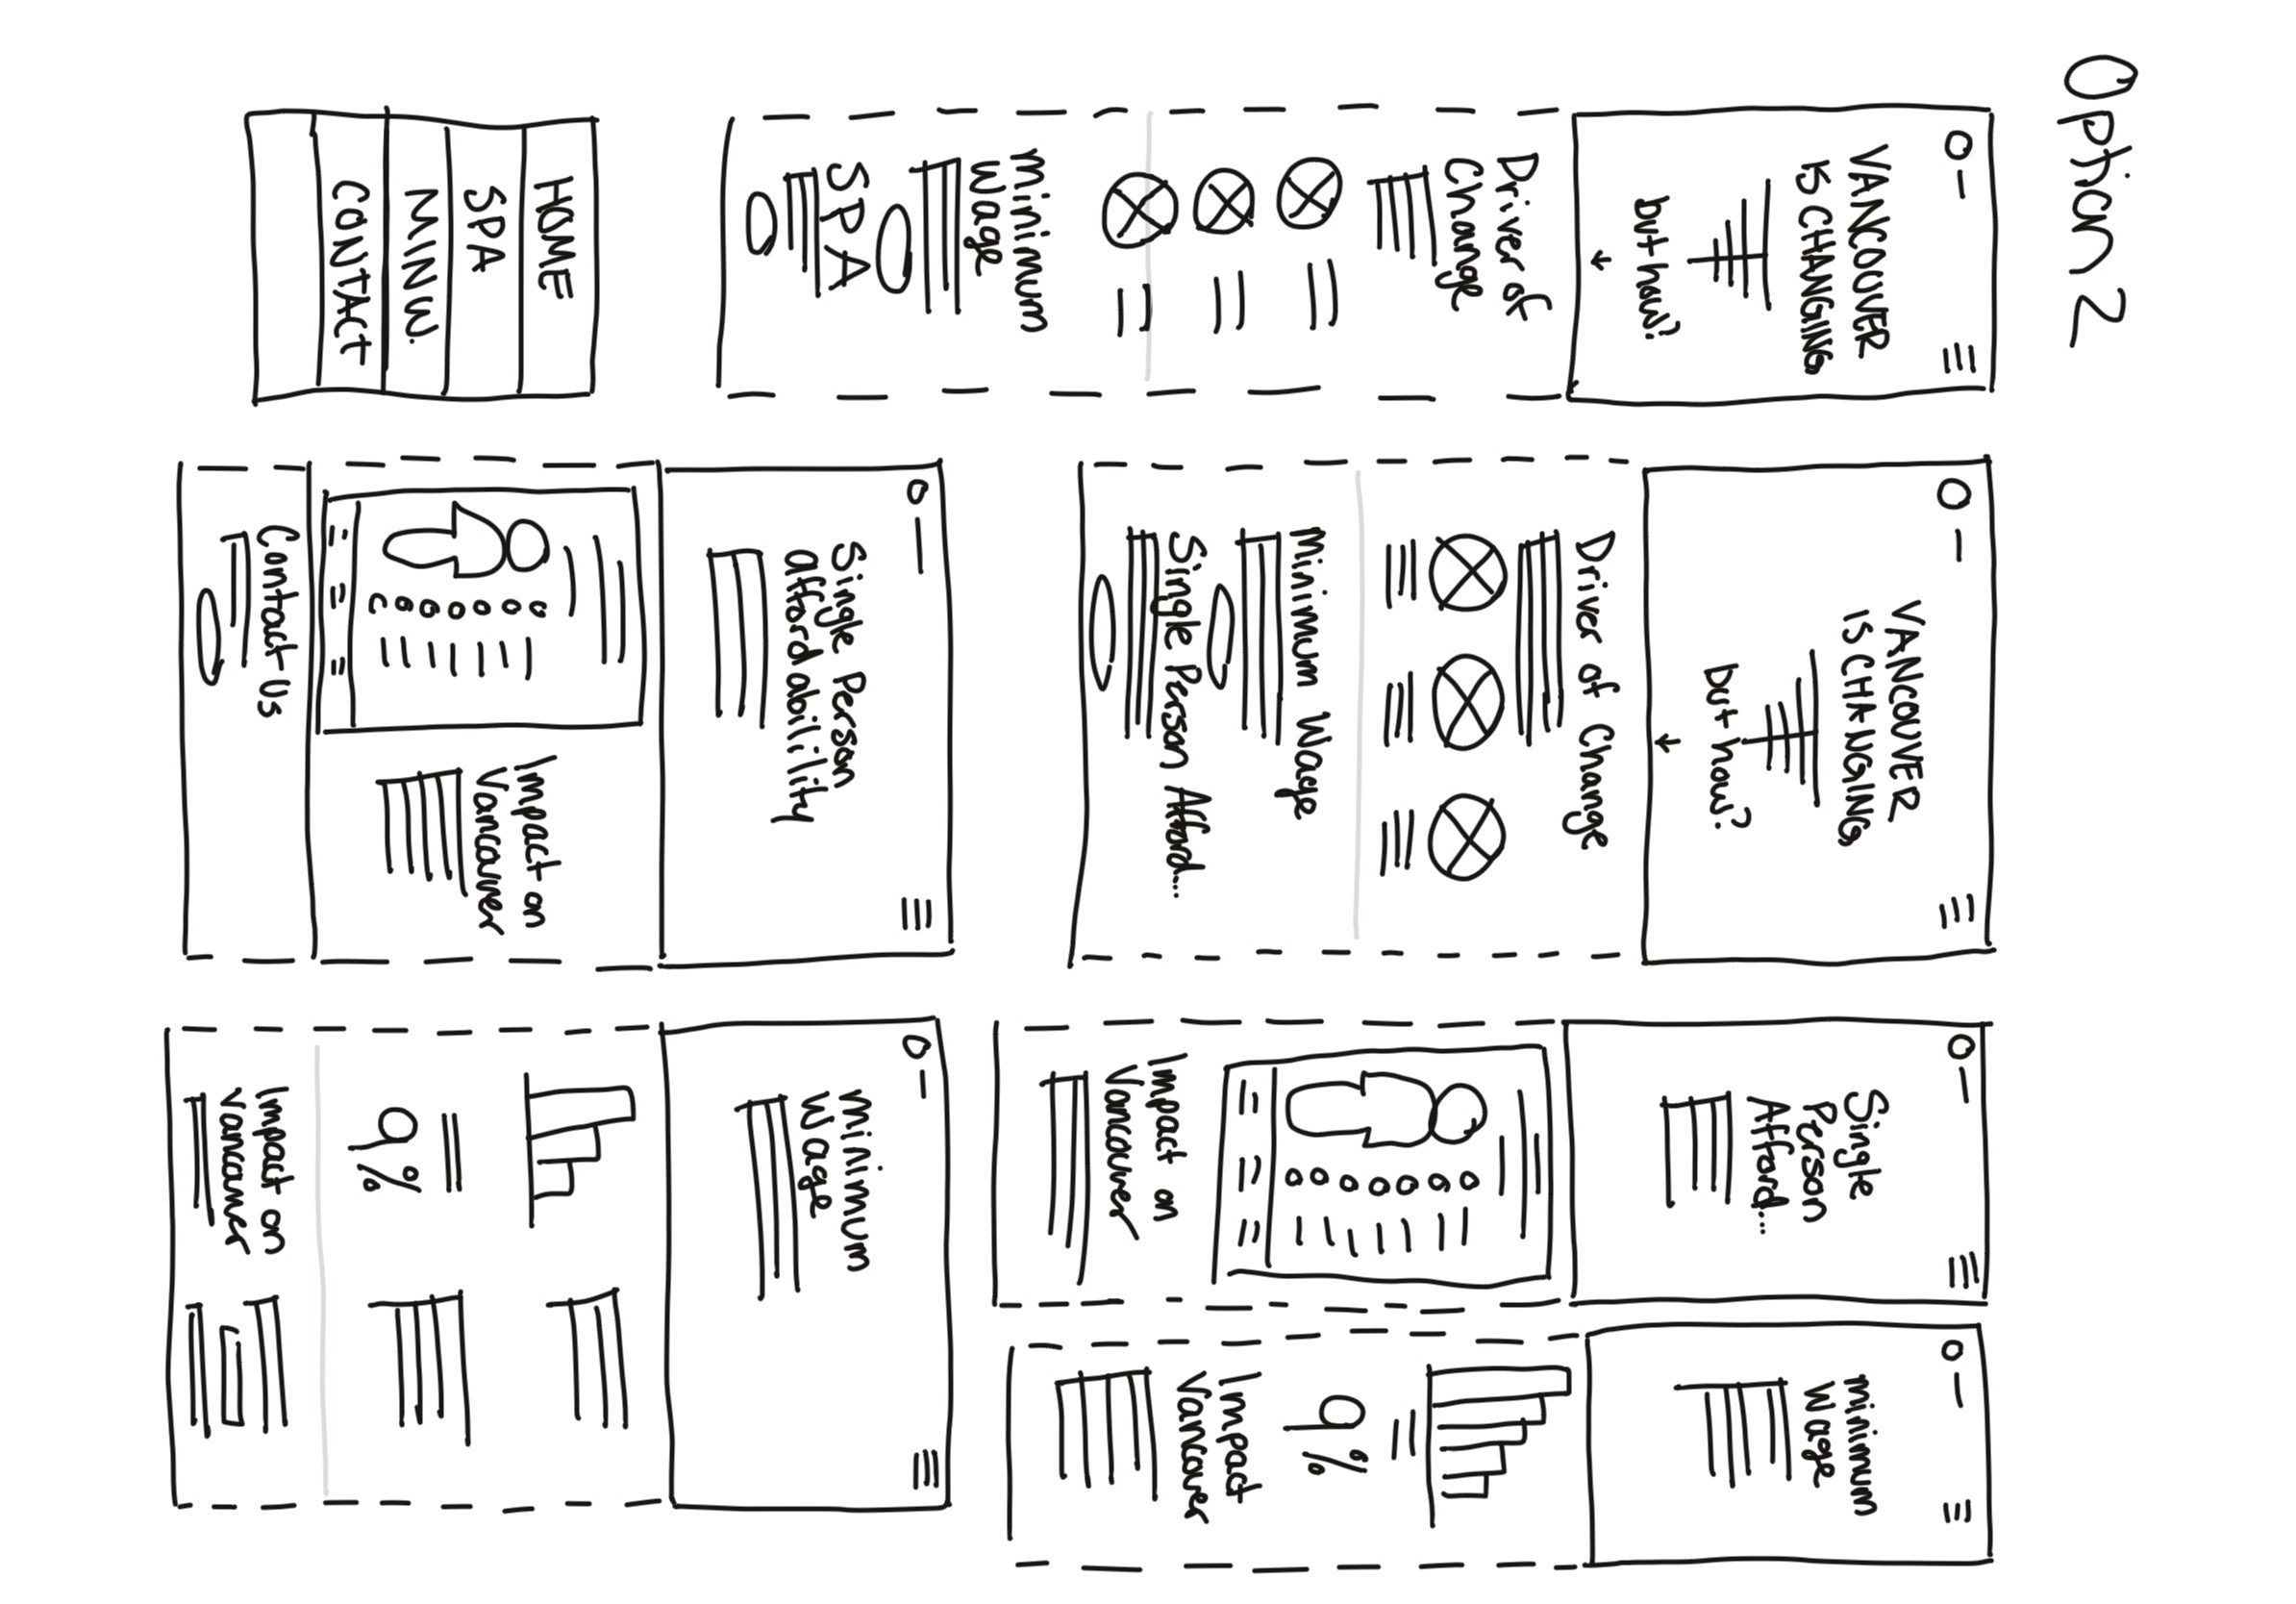 Option 2
VANCOUVER
IS CHANGING
but how?
Driver of
Change
Minimum
Wage
SPA
VANCOUVER
IS CHANGING
but how?
Driver of Change
Minimum Wage
Single Person Afford...
Single
Person
Afford...
Impact on
Vancouver
minimum
Wage
9%
Impact
Vancouver
HOME
SPA
MINW.
CONTACT
Single Person
affordabilility
Impact on
Vancouver
Contact Us
minimum
Wage
9%
Impact on
Vancouver